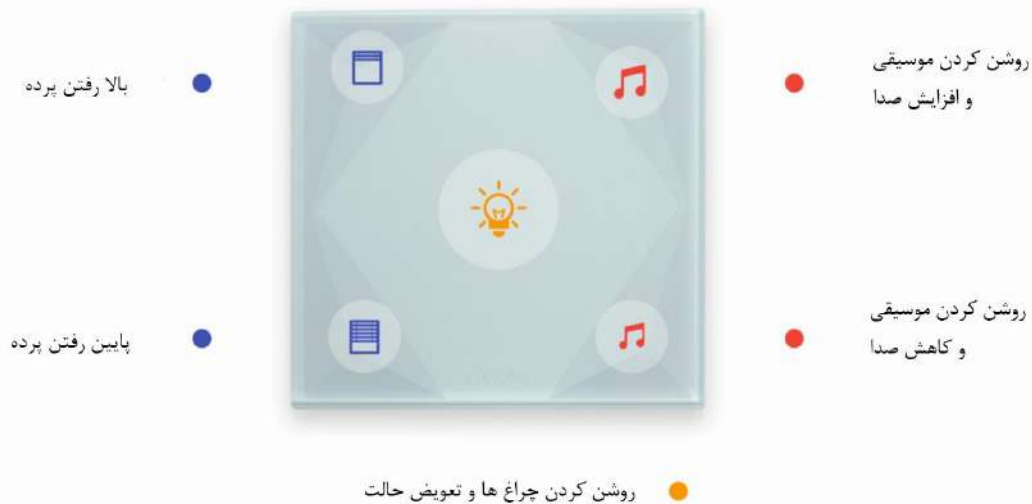 روشن کردن موسیقی
و افزایش صدا
بالا رفتن پرده
روشن کردن موسیقی
و کاهش صدا
پایین رفتن پرده
روشن کردن چراغ ها و تعویض حالت